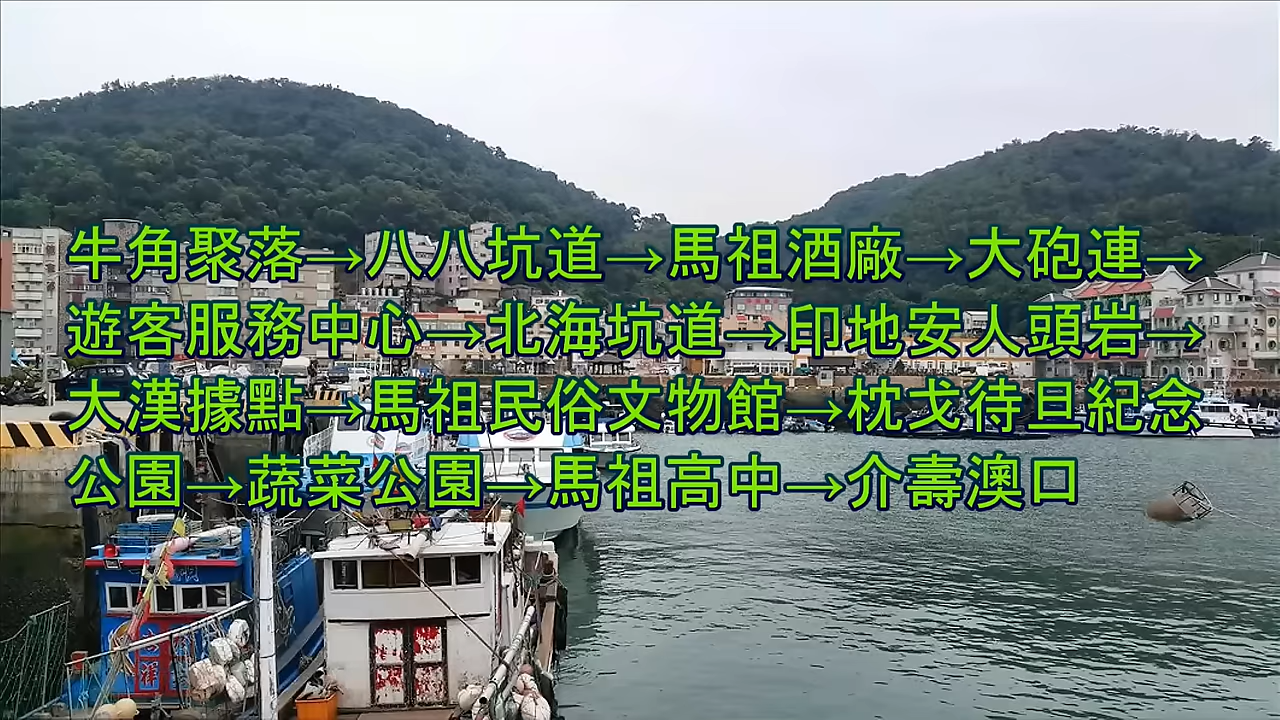 牛角聚落→八八坑道→馬祖酒廠→大砲連→
遊客服務中心→北海坑道→印地安人頭岩→
大漢據點→馬祖民俗文物館→枕戈待旦紀念
公園→蔬菜公園→馬祖高中→介壽澳口